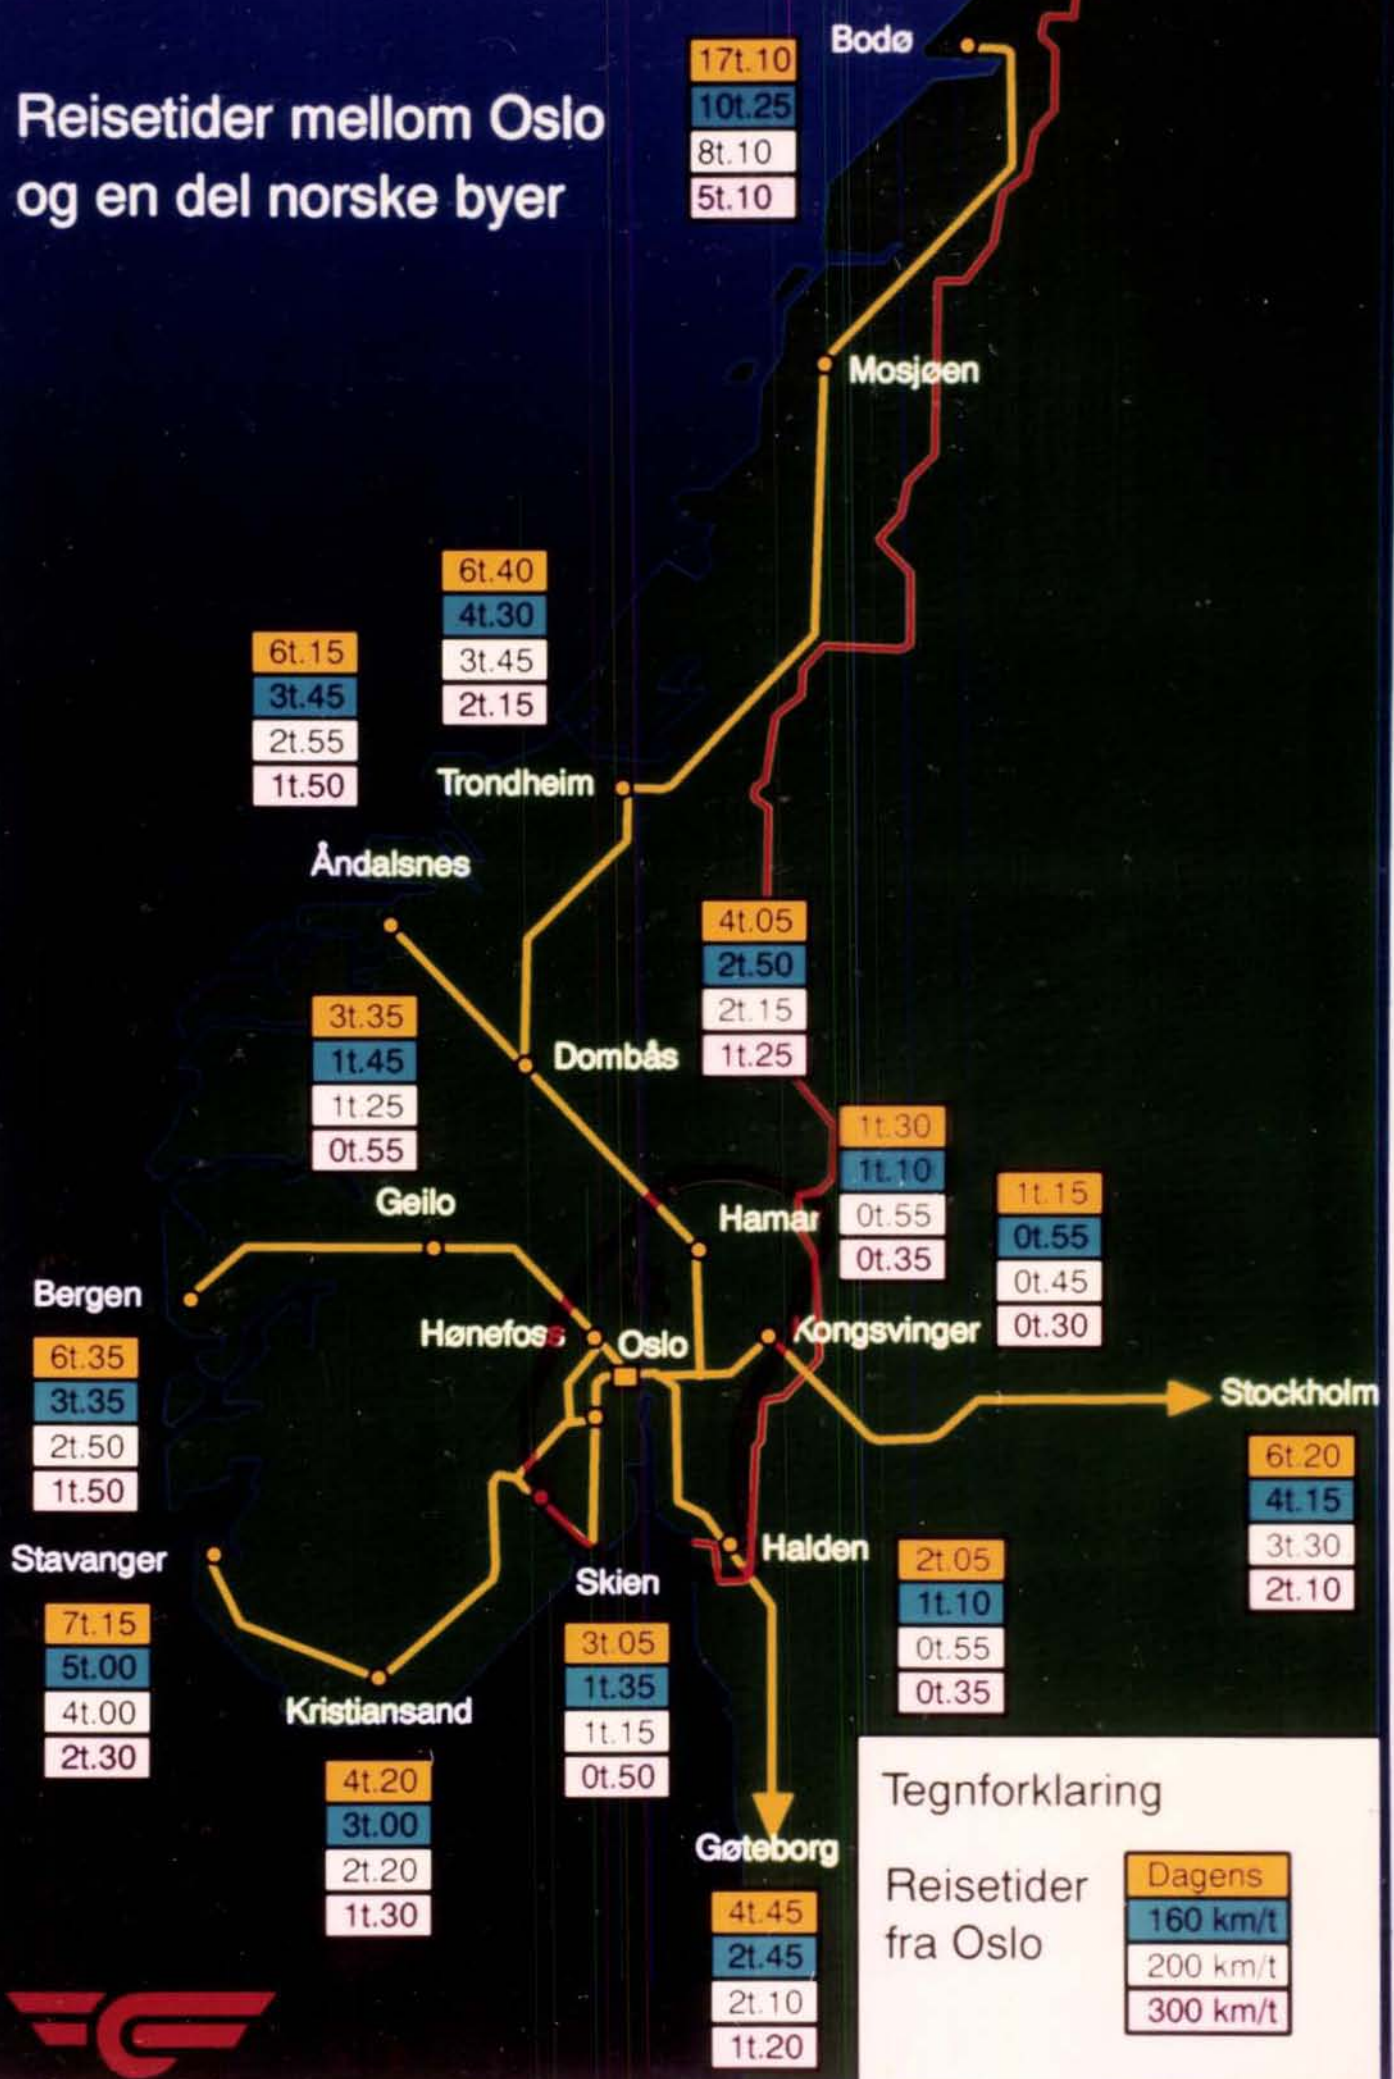 Reisetider mellom Oslo
og en del norske byer
Bodø
17t.10
10t.25
8t.10
5t.10
Mosjøen
6t.40
4t.30
3t.45
2t.15
Trondheim
6t.15
3t.45
2t.55
1t.50
Åndalsnes
4t.05
2t.50
2t.15
1t.25
Dombås
3t.35
1t.45
1t.25
0t.55
Geilo
Hamar
1t.30
1t.10
0t.55
0t.35
1t.15
0t.55
0t.45
0t.30
Kongsvinger
Bergen
6t.35
3t.35
2t.50
1t.50
Hønefoss
Oslo
Stockholm
6t.20
4t.15
3t.30
2t.10
Stavanger
7t.15
5t.00
4t.00
2t.30
Halden
2t.05
1t.10
0t.55
0t.35
Skien
3t.05
1t.35
1t.15
0t.50
Kristiansand
4t.20
3t.00
2t.20
1t.30
Gøteborg
4t.45
2t.45
2t.10
1t.20
Tegnforklaring
Reisetider
fra Oslo
Dagens
160 km/t
200 km/t
300 km/t